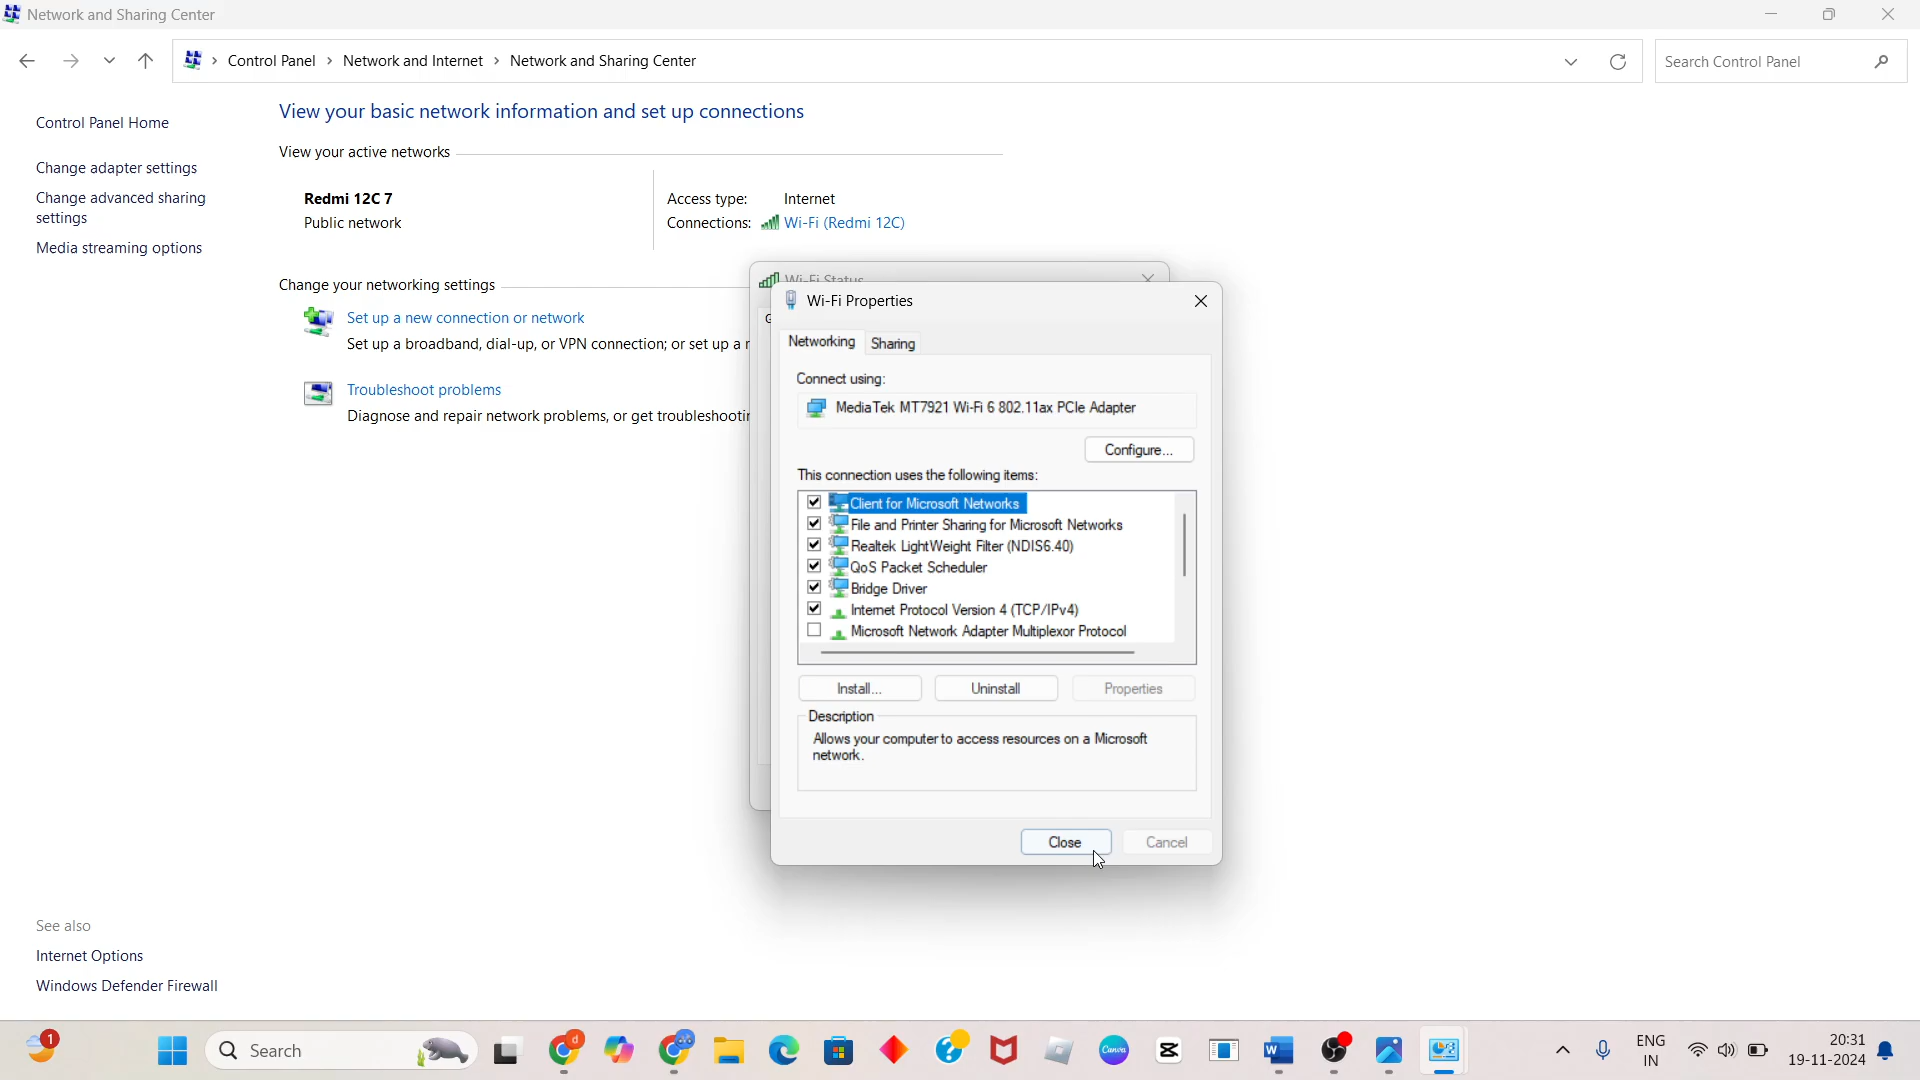 Network and Sharing Center
Control Panel > Network and Internet > Network and Sharing Center
Search Control Panel
Control Panel Home
Change adapter settings
Change advanced sharing
settings
Media streaming options
View your basic network information and set up connections
View your active networks
Redmi 12C 7
Public network
Access type: Internet
Connections: Wi-Fi (Redmi 12C)
Change your networking settings
Set up a new connection or network
Set up a broadband, dial-up, or VPN connection; or set up a
Troubleshoot problems
Diagnose and repair network problems, or get
Wi-Fi Status
Wi-Fi Properties
Networking
Sharing
Connect using:
MediaTek MT7921 Wi-Fi 6 802.11ax PCIe Adapter
Configure...
This connection uses the following items:
Client for Microsoft Networks
File and Printer Sharing for Microsoft Networks
Realtek LightWeight Filter (NDIS6.40)
QoS Packet Scheduler
Bridge Driver
Internet Protocol Version 4 (TCP/IPv4)
Microsoft Network Adapter Multiplexor Protocol
Install...
Uninstall
Properties
Description
Allows your computer to access resources on a Microsoft
network.
Close
Cancel
See also
Internet Options
Windows Defender Firewall
1
Search
d
Canva
W
ENG
IN
20:31
19-11-2024